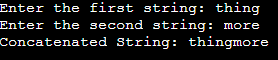 Enter the first string: thing
Enter the second string: more
Concatenated String: thingmore